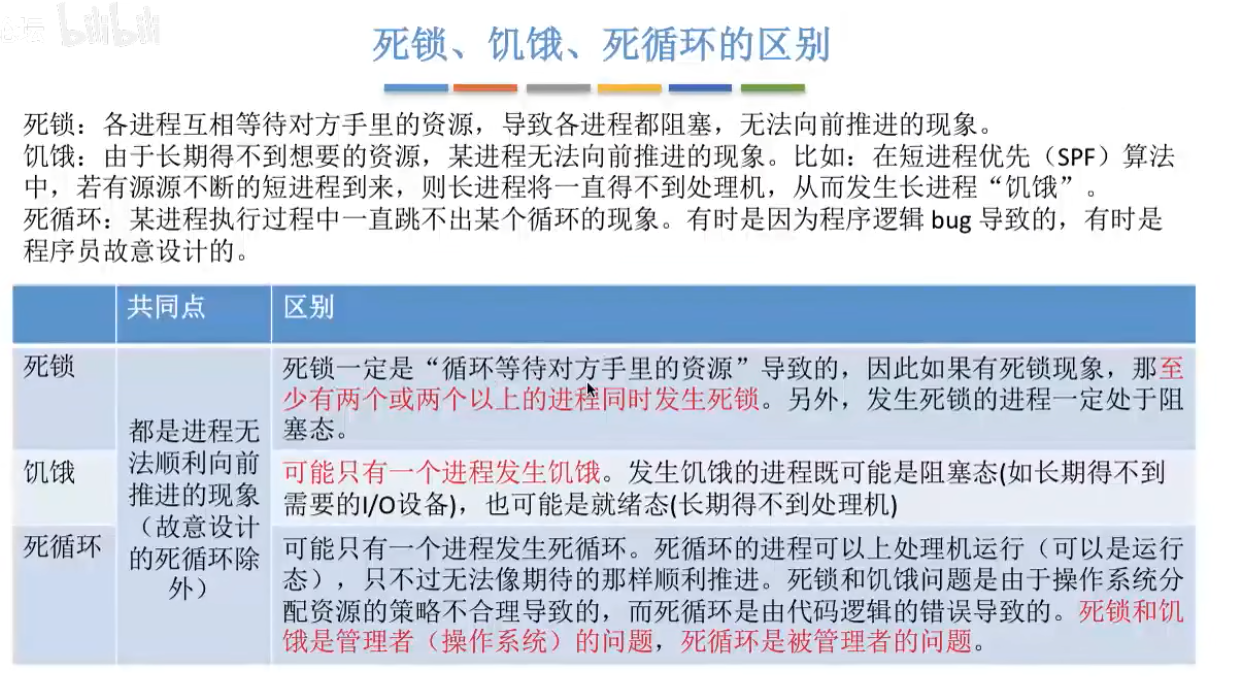 bilibili
死锁、饥饿、死循环的区别
死锁：各进程互相等待对方手里的资源，导致各进程都阻塞，无法向前推进的现象。
饥饿：由于长期得不到想要的资源，某进程无法向前推进的现象。比如：在短进程优先（SPF）算法
中，若有源源不断的短进程到来，则长进程将一直得不到处理机，从而发生长进程“饥饿”。
死循环：某进程执行过程中一直跳不出某个循环的现象。有时是因为程序逻辑 bug 导致的，有时是
程序员故意设计的。
共同点
区别
死锁
都是进程无
法顺利向前
推进的现象
（故意设计
的死循环除
外）
死锁一定是“循环等待对方手里的资源”导致的，因此如果有死锁现象，那至
少有两个或两个以上的进程同时发生死锁。另外，发生死锁的进程一定处于阻
塞态。
饥饿
可能只有一个进程发生饥饿。发生饥饿的进程既可能是阻塞态(如长期得不到
需要的I/O设备)，也可能是就绪态(长期得不到处理机)
死循环
可能只有一个进程发生死循环。死循环的进程可以上处理机运行（可以是运行
态），只不过无法像期待的那样顺利推进。死锁和饥饿问题是由于操作系统分
配资源的策略不合理导致的，而死循环是由代码逻辑的错误导致的。死锁和饥
饿是管理者（操作系统）的问题，死循环是被管理者的问题。